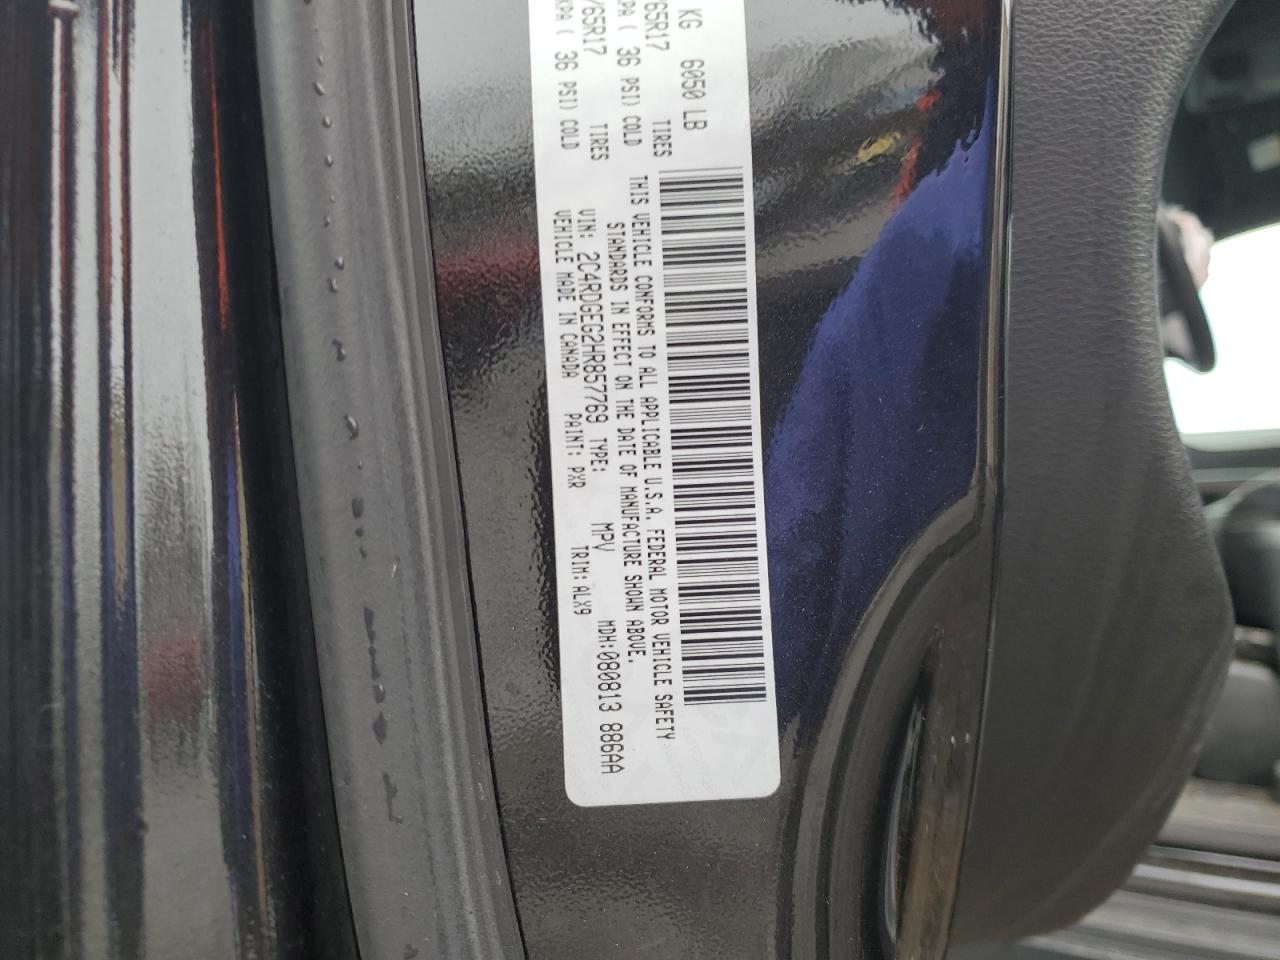 KG 6050 LB
65R17 TIRES
KPA ( 36 PSI) COLD
/65R17 TIRES
KPA ( 36 PSI) COLD
THIS VEHICLE CONFORMS TO ALL APPLICABLE U.S.A. FEDERAL MOTOR VEHICLE SAFETY
STANDARDS IN EFFECT ON THE DATE OF MANUFACTURE SHOWN ABOVE.
VIN: 2C4RDGEG2HR857769 TYPE: MPV MDH:080813 886AA
VEHICLE MADE IN CANADA PAINT: PXR TRIM: ALX9